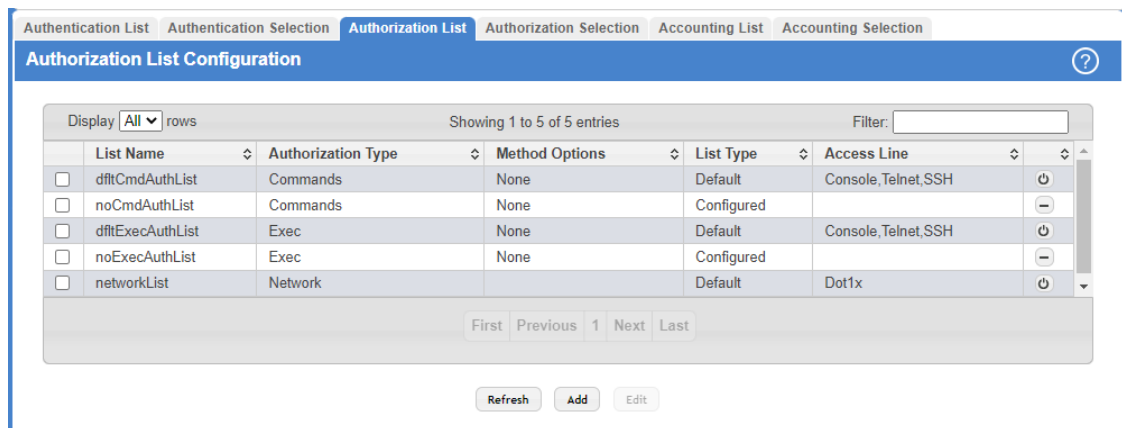 Authentication List Authentication Selection Authorization List Authorization Selection Accounting List Accounting Selection
Authorization List Configuration ?
Display All rows Showing 1 to 5 of 5 entries Filter:
List Name Authorization Type Method Options List Type Access Line
dfltCmdAuthList Commands None Default Console,Telnet,SSH
noCmdAuthList Commands None Configured
dfltExecAuthList Exec None Default Console,Telnet,SSH
noExecAuthList Exec None Configured
networkList Network Default Dot1x
First Previous 1 Next Last
Refresh Add Edit